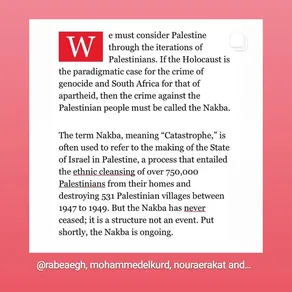 We must consider Palestine
through the iterations of
Palestinians. If the Holocaust is
the paradigmatic case for the crime of
genocide and South Africa for that of
apartheid, then the crime against the
Palestinian people must be called the Nakba.
The term Nakba, meaning “Catastrophe,” is
often used to refer to the making of the State
of Israel in Palestine, a process that entailed
the ethnic cleansing of over 750,000
Palestinians from their homes and
destroying 531 Palestinian villages between
1947 to 1949. But the Nakba has never
ceased; it is a structure not an event. Put
shortly, the Nakba is ongoing.
@rabeaegh, mohammedelkurd, nouraerakat and...